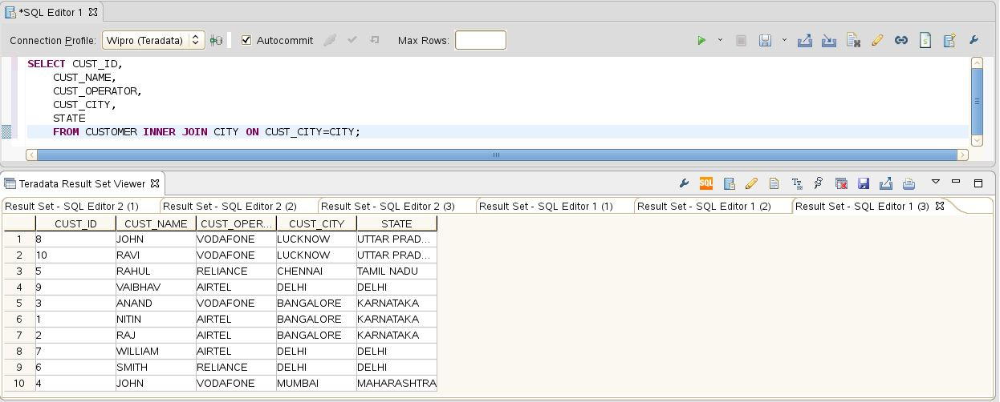 *SQL Editor 1
Connection Profile: Wipro (Teradata) Autocommit Max Rows:
SELECT CUST_ID,
CUST_NAME,
CUST_OPERATOR,
CUST_CITY,
STATE
FROM CUSTOMER INNER JOIN CITY ON CUST_CITY=CITY;
Teradata Result Set Viewer SQL
Result Set - SQL Editor 2 (1) Result Set - SQL Editor 2 (2) Result Set - SQL Editor 2 (3) Result Set - SQL Editor 1 (1) Result Set - SQL Editor 1 (2) Result Set - SQL Editor 1 (3)
CUST_ID CUST_NAME CUST_OPER... CUST_CITY STATE
1 8 JOHN VODAFONE LUCKNOW UTTAR PRAD...
2 10 RAVI VODAFONE LUCKNOW UTTAR PRAD...
3 5 RAHUL RELIANCE CHENNAI TAMIL NADU
4 9 VAIBHAV AIRTEL DELHI DELHI
5 3 ANAND VODAFONE BANGALORE KARNATAKA
6 1 NITIN AIRTEL BANGALORE KARNATAKA
7 2 RAJ AIRTEL BANGALORE KARNATAKA
8 7 WILLIAM AIRTEL DELHI DELHI
9 6 SMITH RELIANCE DELHI DELHI
10 4 JOHN VODAFONE MUMBAI MAHARASHTRA